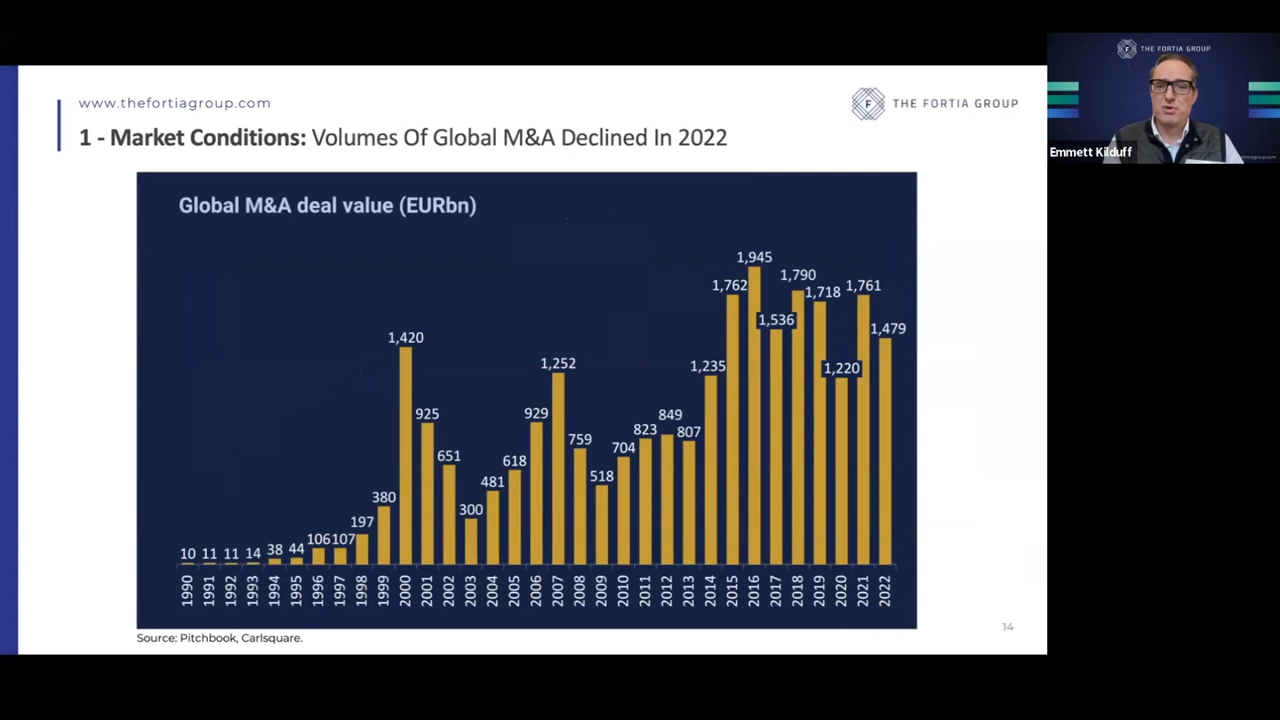 www.thefortiagroup.com
THE FORTIA GROUP
1 - Market Conditions: Volumes Of Global M&A Declined In 2022
Global M&A deal value (EURbn)
10 11 11 14 38 44 106 107 197 380 1,420 925 651 300 481 618 929 1,252 759 518 704 823 849 807 1,235 1,762 1,945 1,536 1,790 1,718 1,220 1,761 1,479
1990 1991 1992 1993 1994 1995 1996 1997 1998 1999 2000 2001 2002 2003 2004 2005 2006 2007 2008 2009 2010 2011 2012 2013 2014 2015 2016 2017 2018 2019 2020 2021 2022
Source: Pitchbook, Carlsquare.
14
THE FORTIA GROUP
Emmett Kilduff